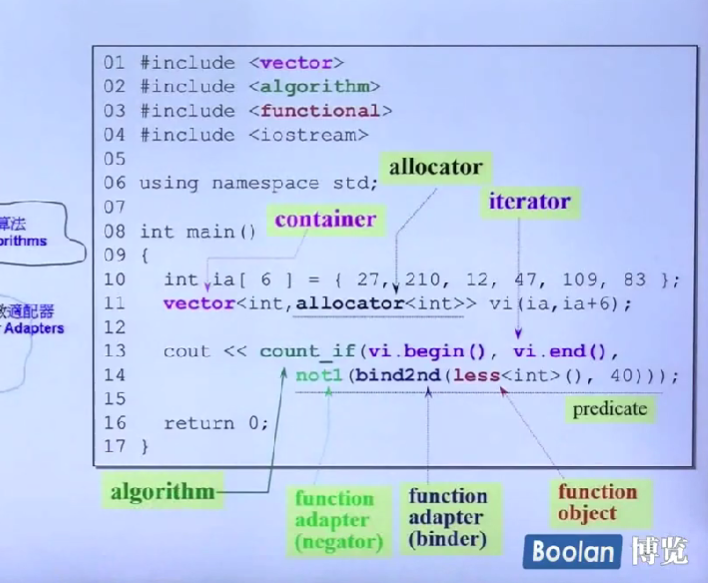 01 #include <vector>
02 #include <algorithm>
03 #include <functional>
04 #include <iostream>
05
06 using namespace std;
07
08 int main()
09 {
10 int ia[ 6 ] = { 27, 210, 12, 47, 109, 83 };
11 vector<int,allocator<int>> vi(ia,ia+6);
12
13 cout << count_if(vi.begin(), vi.end(),
14 not1(bind2nd(less<int>(), 40)));
15
16 return 0;
17 }
allocator
iterator
container
predicate
algorithm
function
adapter
(negator)
function
adapter
(binder)
function
object
算法
orithms
適配器
Adapters
Boolan 博览